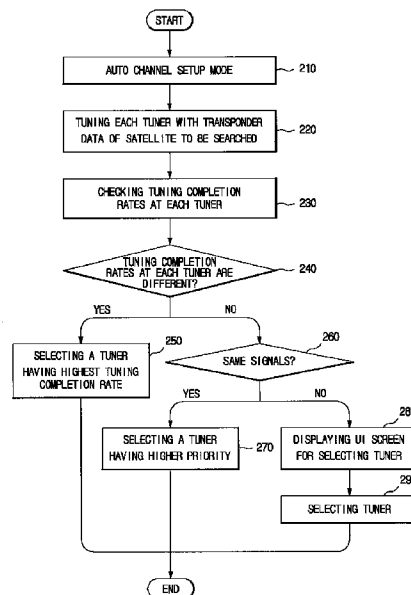 START
AUTO CHANNEL SETUP MODE
210
TUNING EACH TUNER WITH TRANSPONDER
DATA OF SATELLITE TO BE SEARCHED
220
CHECKING TUNING COMPLETION
RATES AT EACH TUNER
230
TUNING COMPLETION
RATES AT EACH TUNER ARE
DIFFERENT?
240
YES
NO
250
SELECTING A TUNER
HAVING HIGHEST TUNING
COMPLETION RATE
260
SAME SIGNALS?
YES
NO
SELECTING A TUNER
HAVING HIGHER PRIORITY
270
28
DISPLAYING UI SCREEN
FOR SELECTING TUNER
29
SELECTING TUNER
END